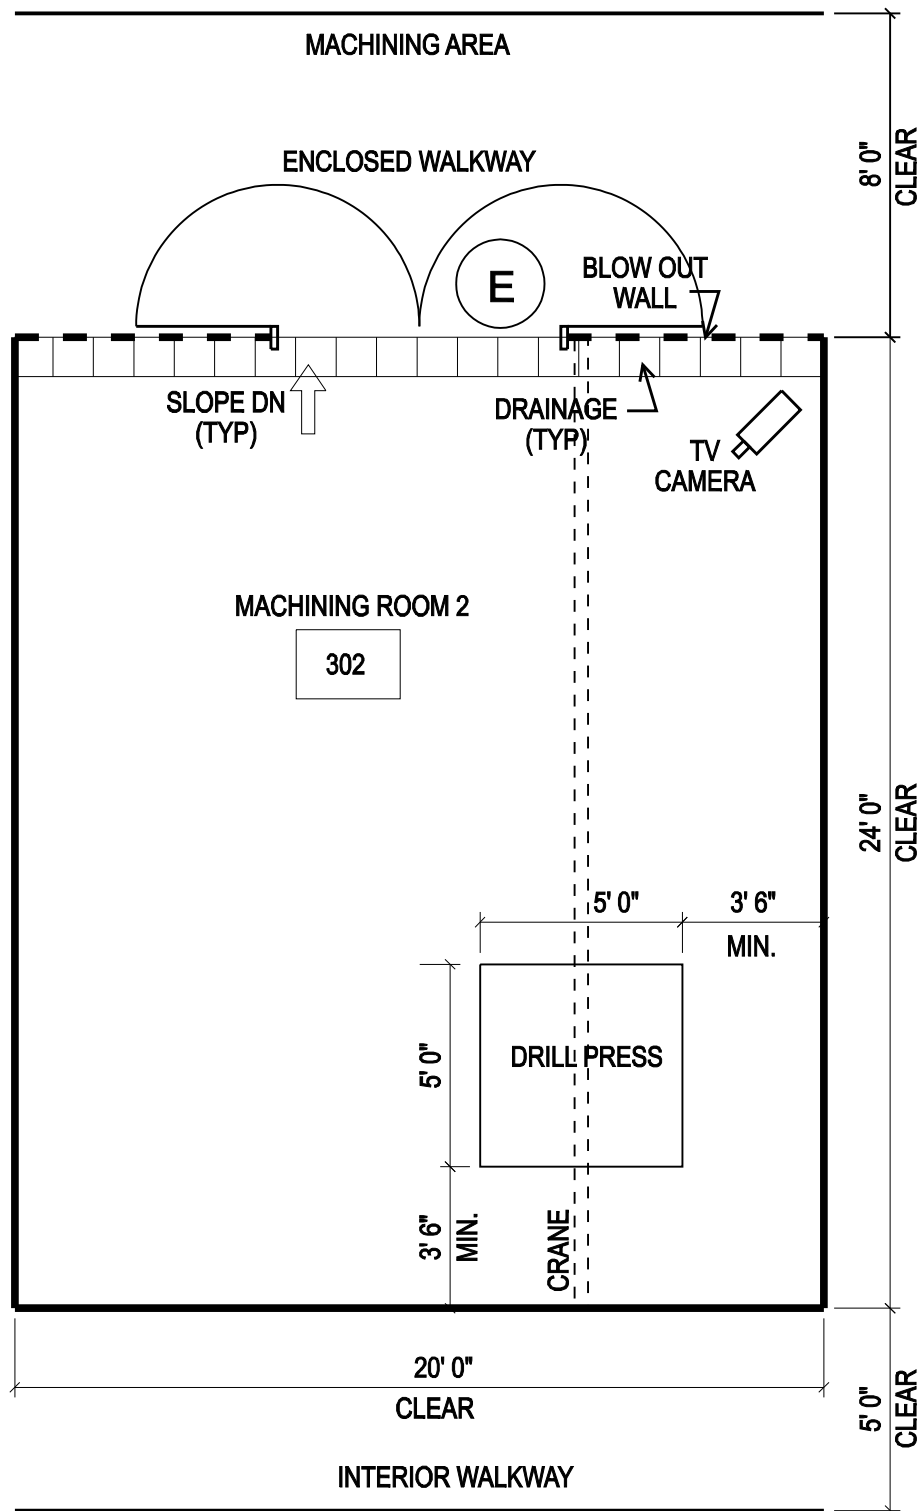 MACHINING AREA
8' 0"
CLEAR
ENCLOSED WALKWAY
E
BLOW OUT
WALL
SLOPE DN
(TYP)
DRAINAGE
(TYP)
TV
CAMERA
MACHINING ROOM 2
302
24' 0"
CLEAR
5' 0"
3' 6"
MIN.
5' 0"
DRILL PRESS
3' 6"
MIN.
CRANE
20' 0"
CLEAR
5' 0"
CLEAR
INTERIOR WALKWAY